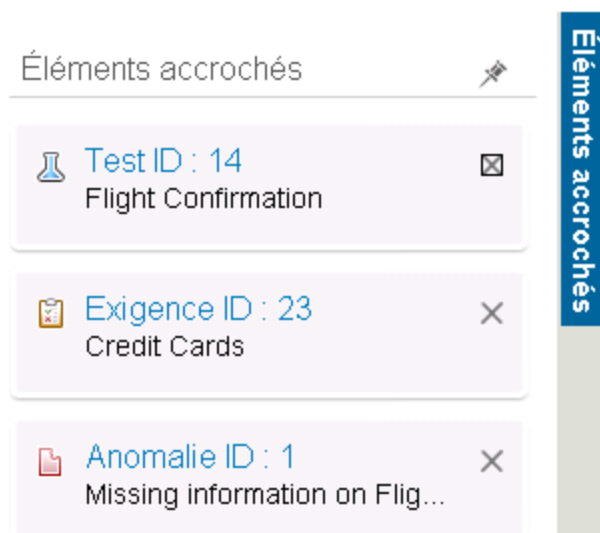 Éléments accrochés
Test ID : 14
Flight Confirmation
Exigence ID : 23
Credit Cards
Anomalie ID : 1
Missing information on Flig...
Éléments accrochés